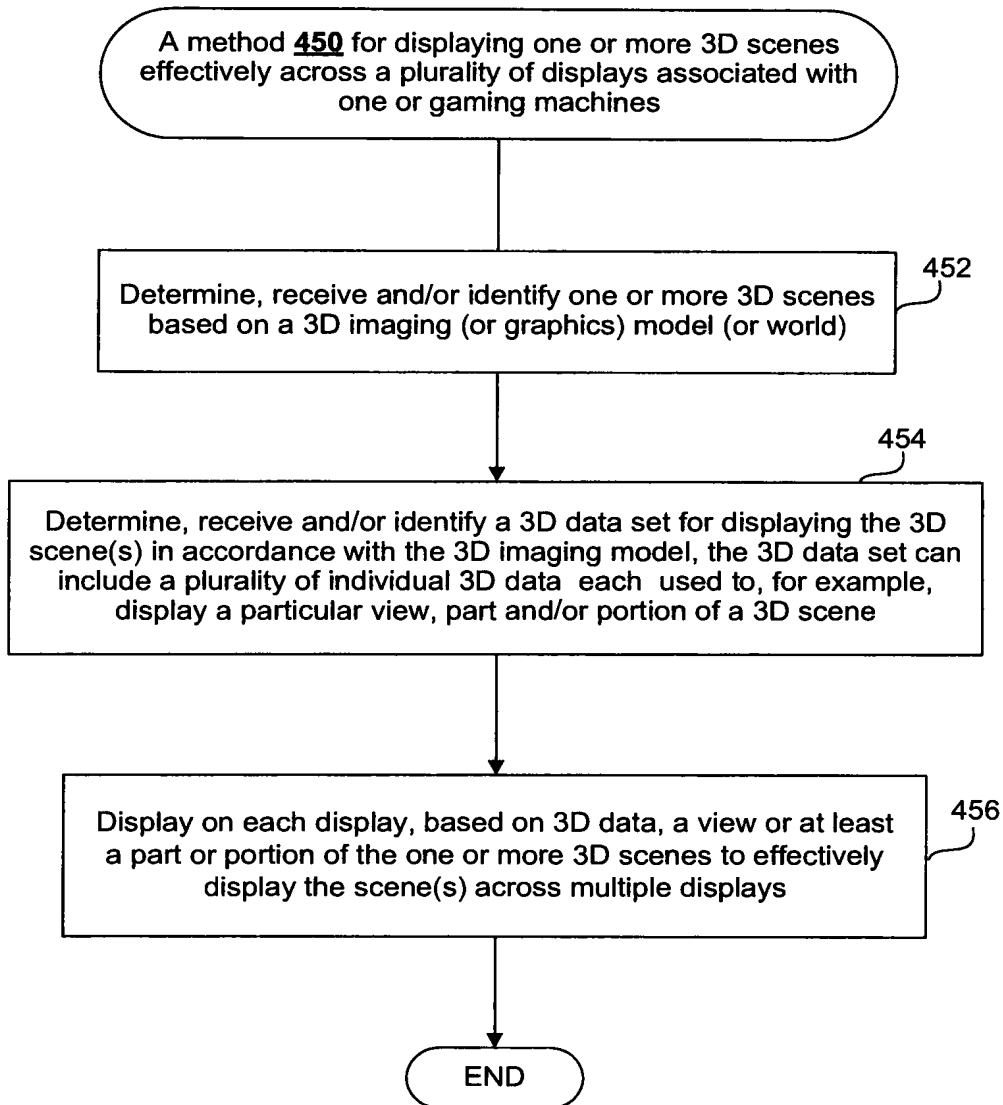 A method 450 for displaying one or more 3D scenes
effectively across a plurality of displays associated with
one or gaming machines
452
Determine, receive and/or identify one or more 3D scenes
based on a 3D imaging (or graphics) model (or world)
454
Determine, receive and/or identify a 3D data set for displaying the 3D
scene(s) in accordance with the 3D imaging model, the 3D data set can
include a plurality of individual 3D data each used to, for example,
display a particular view, part and/or portion of a 3D scene
456
Display on each display, based on 3D data, a view or at least
a part or portion of the one or more 3D scenes to effectively
display the scene(s) across multiple displays
END